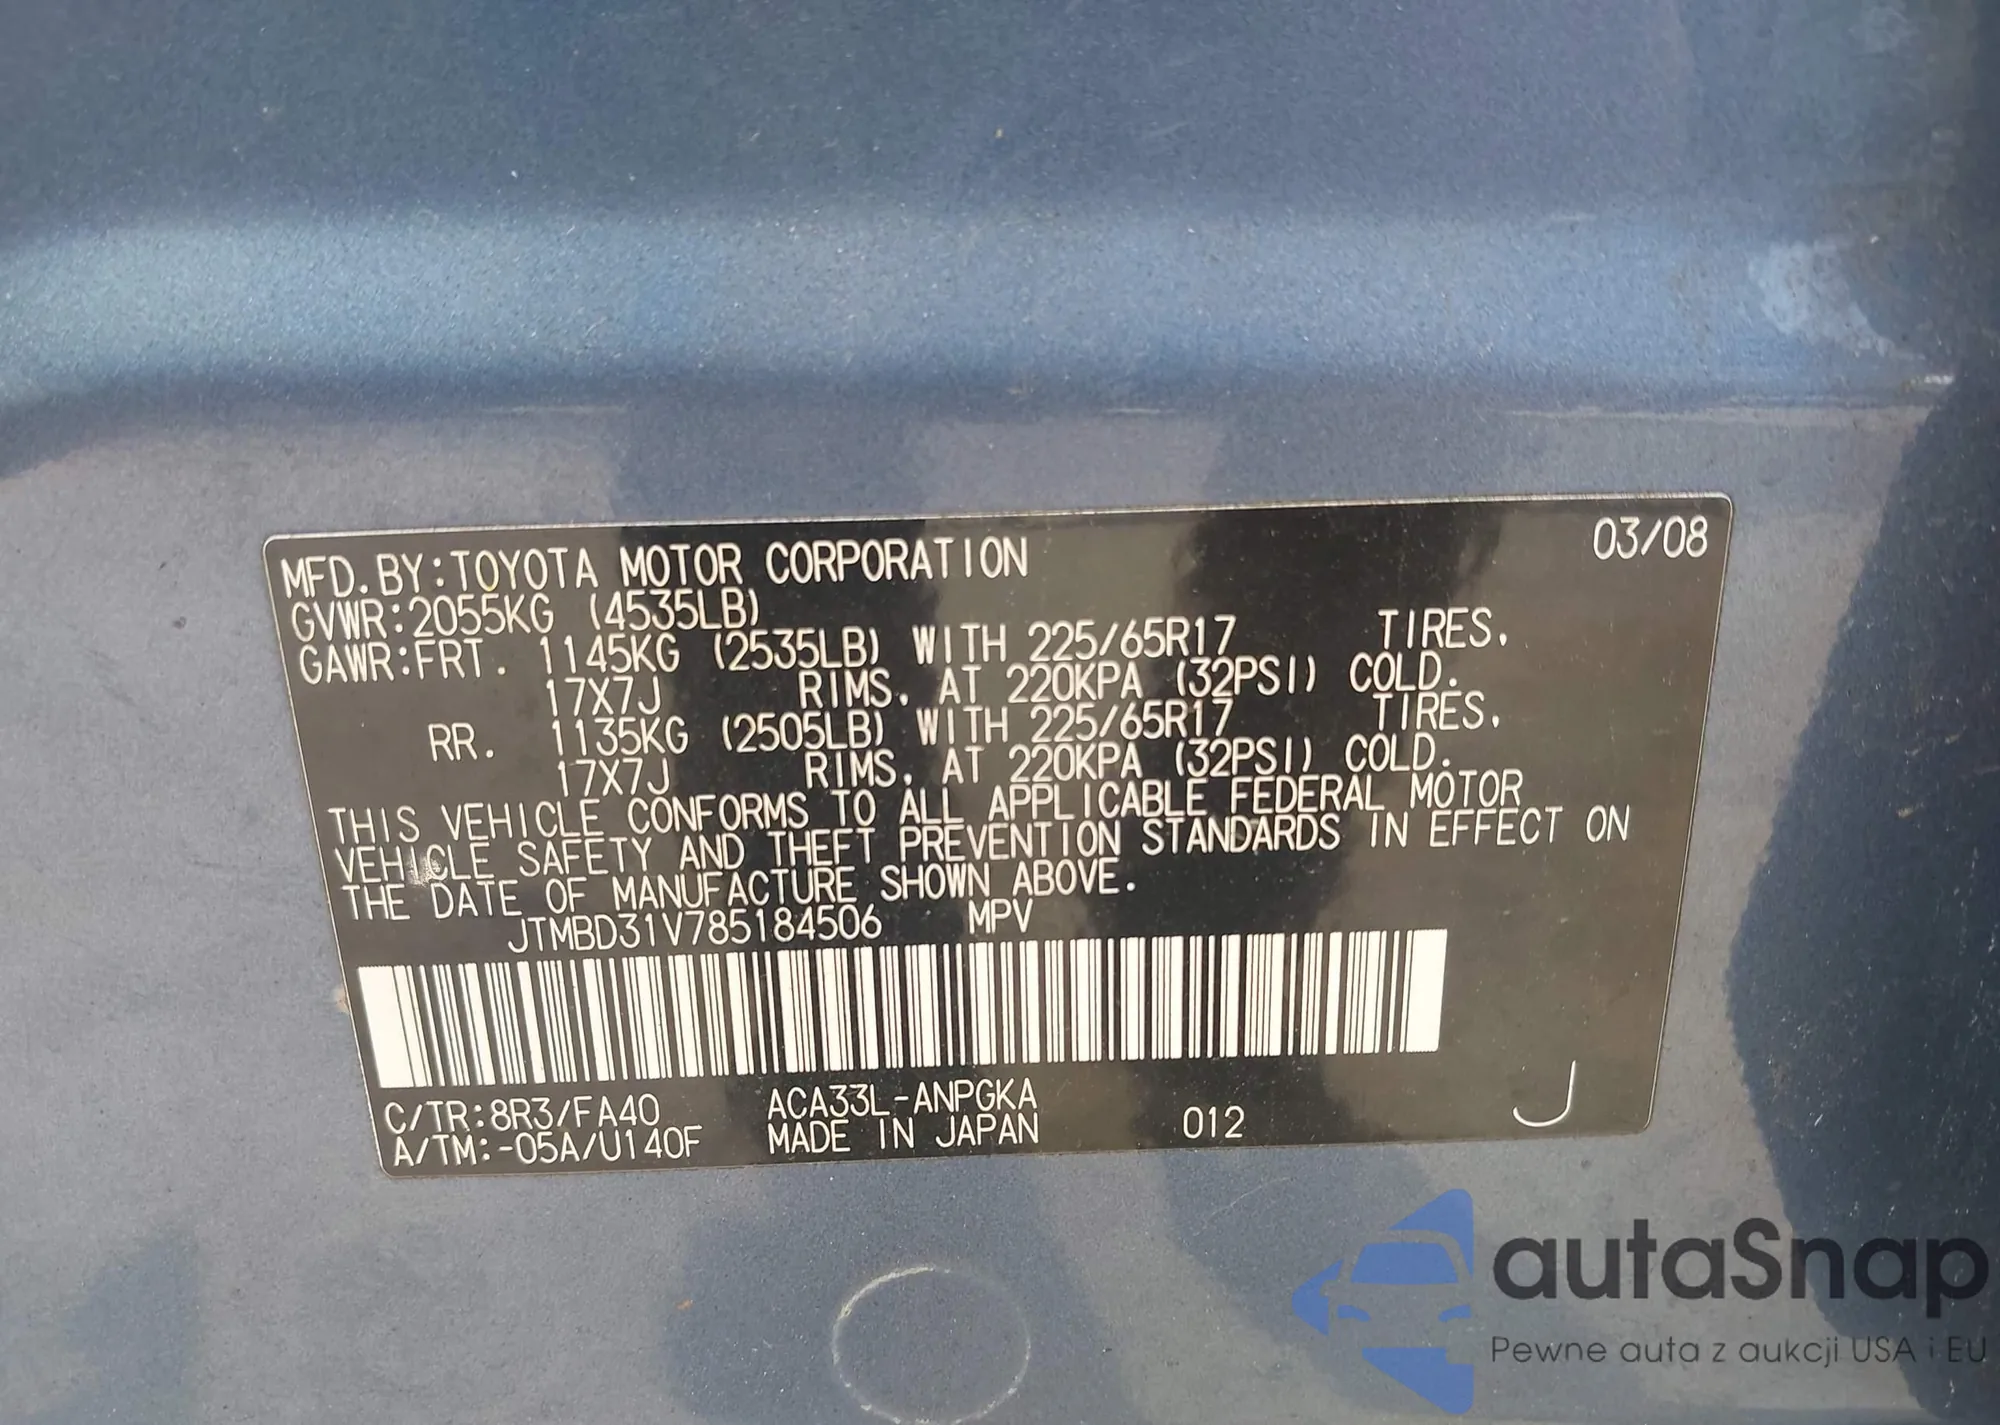 03/08
MFD.BY:TOYOTA MOTOR CORPORATION
GVWR:2055KG (4535LB)
GAWR:FRT. 1145KG (2535LB) WITH 225/65R17 TIRES,
17X7J RIMS, AT 220KPA (32PSI) COLD.
RR. 1135KG (2505LB) WITH 225/65R17 TIRES,
17X7J RIMS, AT 220KPA (32PSI) COLD.
THIS VEHICLE CONFORMS TO ALL APPLICABLE FEDERAL MOTOR
VEHICLE SAFETY AND THEFT PREVENTION STANDARDS IN EFFECT ON
THE DATE OF MANUFACTURE SHOWN ABOVE.
JTMBD31V785184506 MPV
C/TR:8R3/FA40 ACA33L-ANPGKA
A/TM:-05A/U140F MADE IN JAPAN 012 J
autaSnap
Pewne auta z aukcji USA i EU